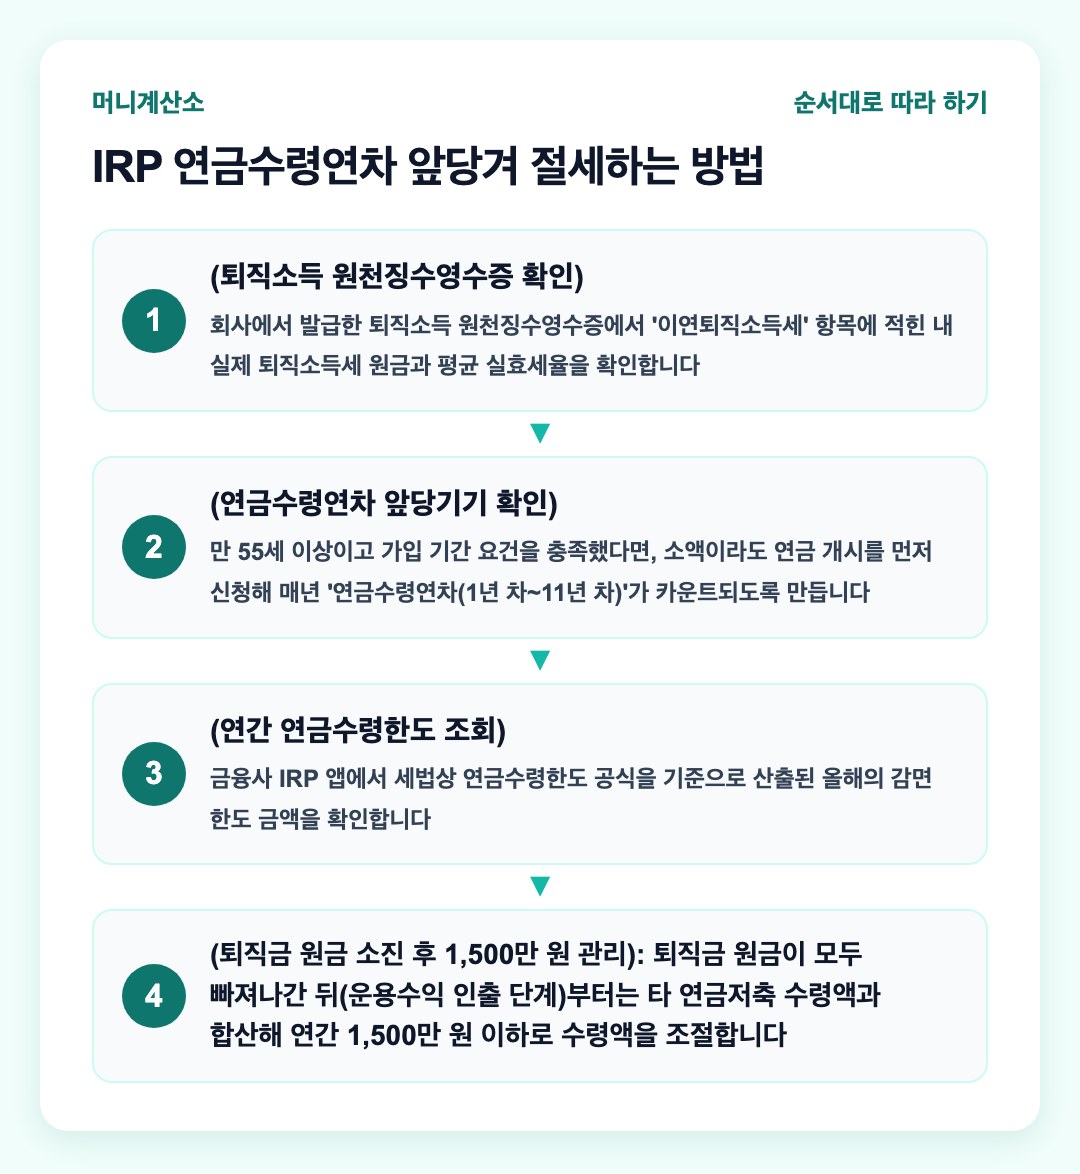 머니계산소
순서대로 따라 하기
IRP 연금수령연차 앞당겨 절세하는 방법
1
(퇴직소득 원천징수영수증 확인)
회사에서 발급한 퇴직소득 원천징수영수증에서 '이연퇴직소득세' 항목에 적힌 내
실제 퇴직소득세 원금과 평균 실효세율을 확인합니다
▼
2
(연금수령연차 앞당기기 확인)
만 55세 이상이고 가입 기간 요건을 충족했다면, 소액이라도 연금 개시를 먼저
신청해 매년 '연금수령연차(1년 차~11년 차)'가 카운트되도록 만듭니다
▼
3
(연간 연금수령한도 조회)
금융사 IRP 앱에서 세법상 연금수령한도 공식을 기준으로 산출된 올해의 감면
한도 금액을 확인합니다
▼
4
(퇴직금 원금 소진 후 1,500만 원 관리): 퇴직금 원금이 모두
빠져나간 뒤(운용수익 인출 단계)부터는 타 연금저축 수령액과
합산해 연간 1,500만 원 이하로 수령액을 조절합니다